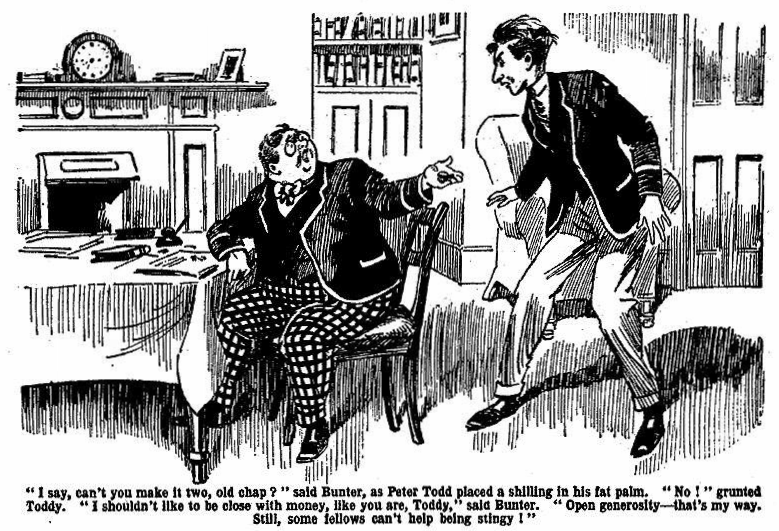 " I say, can't you make it two, old chap ? " said Bunter, as Peter Todd placed a shilling in his fat palm. " No ! " grunted
Toddy. " I shouldn't like to be close with money, like you are, Toddy," said Bunter. " Open generosity—that's my way.
Still, some fellows can't help being stingy ! "